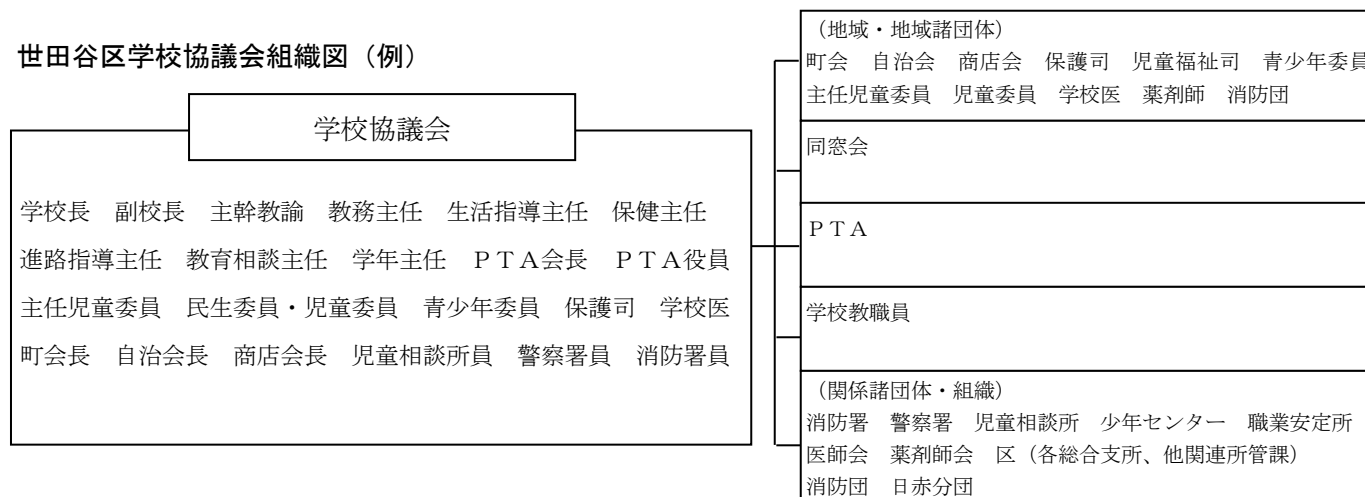 世田谷区学校協議会組織図（例）
学校協議会
学校長　副校長　主幹教諭　教務主任　生活指導主任　保健主任
進路指導主任　教育相談主任　学年主任　ＰＴＡ会長　ＰＴＡ役員
主任児童委員　民生委員・児童委員　青少年委員　保護司　学校医
町会長　自治会長　商店会長　児童相談所員　警察署員　消防署員
（地域・地域諸団体）
町会　自治会　商店会　保護司　児童福祉司　青少年委員
主任児童委員　児童委員　学校医　薬剤師　消防団
同窓会
ＰＴＡ
学校教職員
（関係諸団体・組織）
消防署　警察署　児童相談所　少年センター　職業安定所
医師会　薬剤師会　区（各総合支所、他関連所管課）
消防団　日赤分団